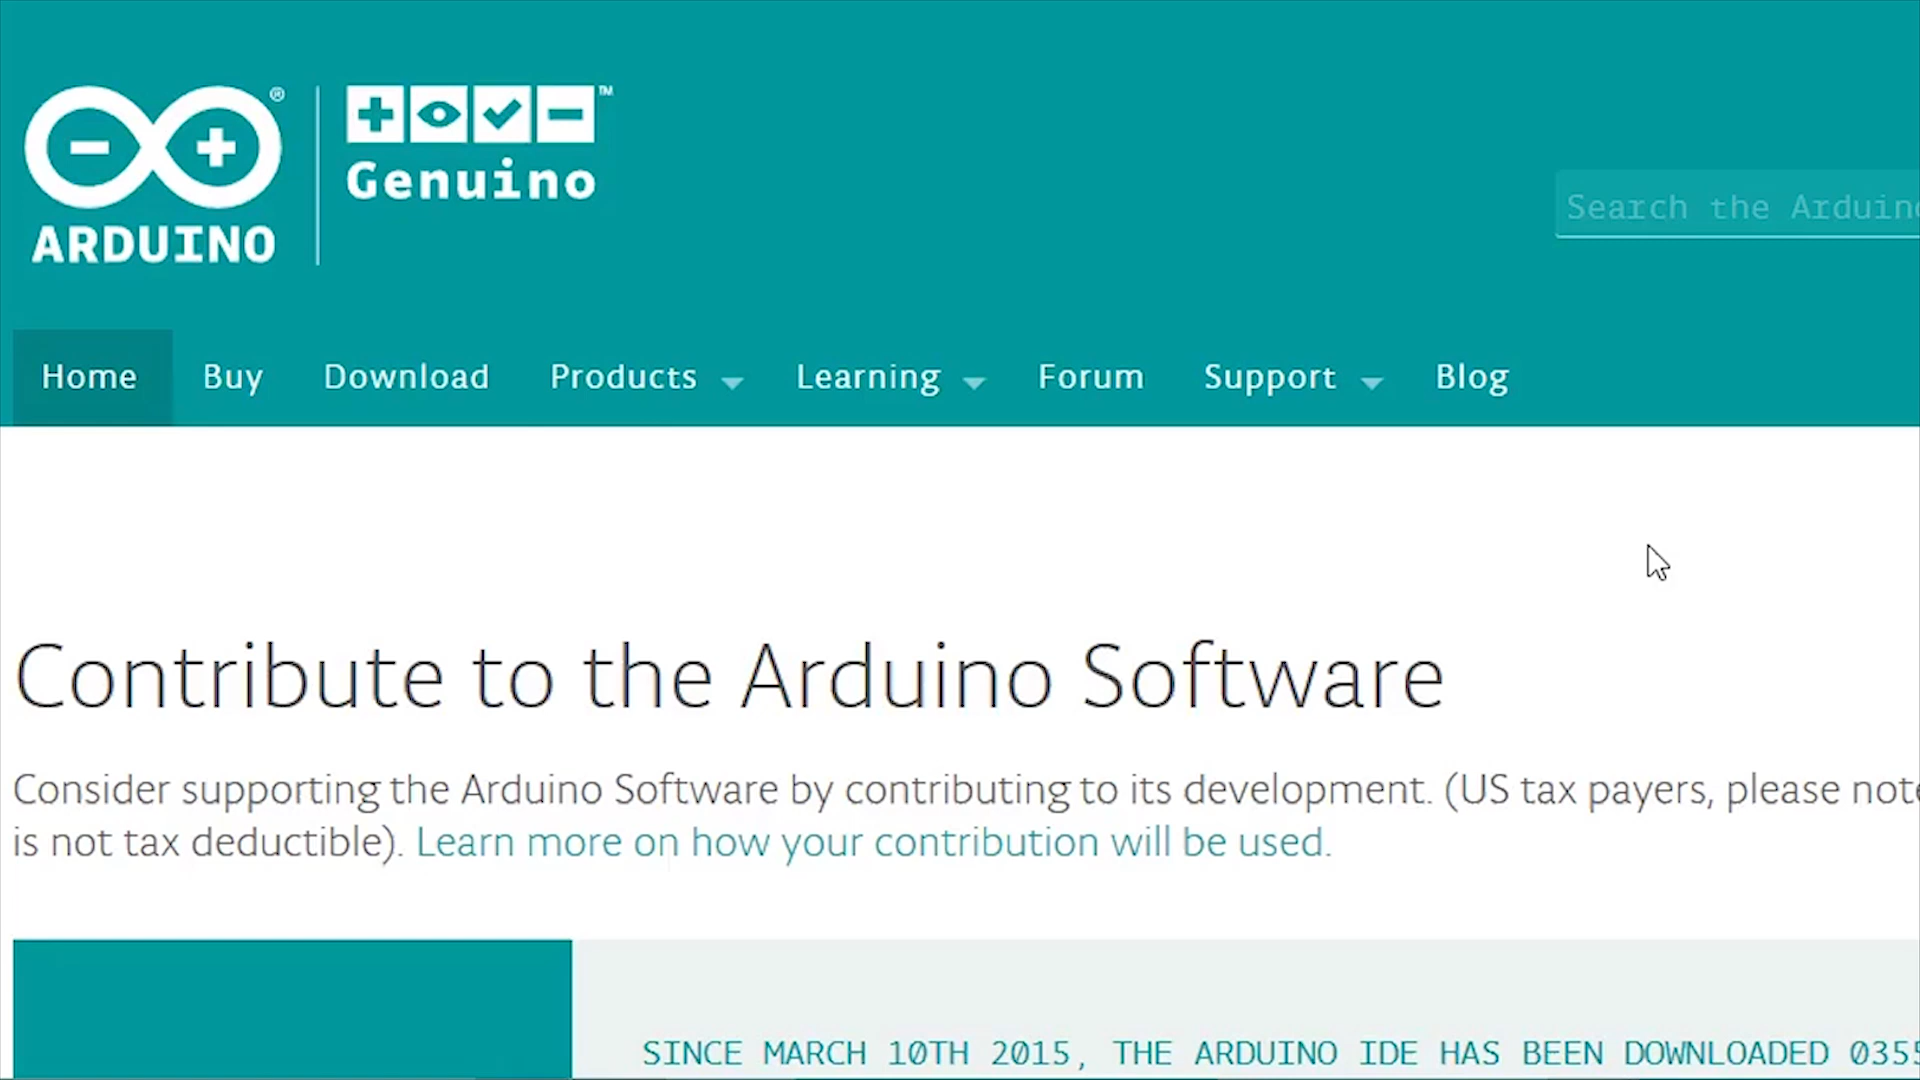 ARDUINO
Genuino
Search the
Home Buy Download Products Learning Forum Support Blog
Contribute to the Arduino Software
Consider supporting the Arduino Software by contributing to its development. (US tax payers, please
is not tax deductible). Learn more on how your contribution will be used.
SINCE MARCH 10TH 2015, THE ARDUINO IDE HAS BEEN DOWNLOADED